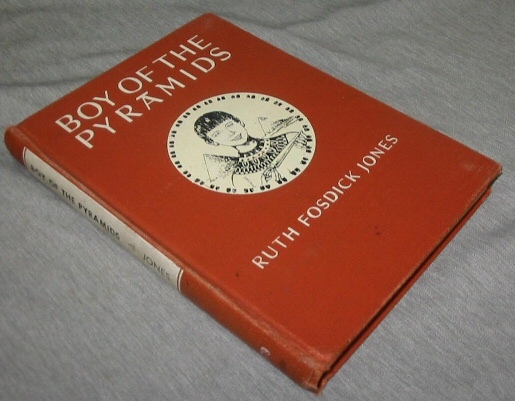 BOY OF THE
PYRAMIDS
RUTH FOSDICK JONES
BOY OF THE PYRAMIDS
JONES